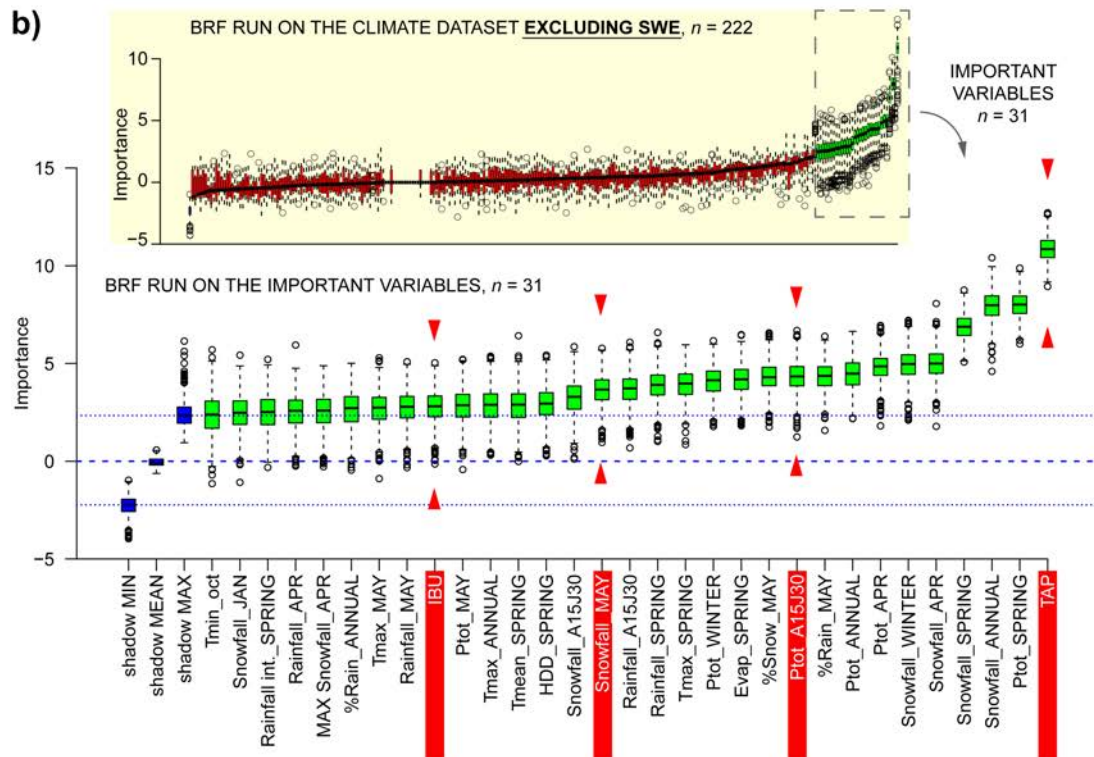 b)
BRF RUN ON THE CLIMATE DATASET EXCLUDING SWE, n = 222
Importance
10
5
0
−5
IMPORTANT
VARIABLES
n = 31
BRF RUN ON THE IMPORTANT VARIABLES, n = 31
Importance
15
10
5
0
−5
shadow MIN
shadow MEAN
shadow MAX
Tmin_oct
Snowfall_JAN
Rainfall int._SPRING
Rainfall_APR
MAX Snowfall_APR
%Rain_ANNUAL
Tmax_MAY
Rainfall_MAY
IBU
Ptot_MAY
Tmax_ANNUAL
Tmean_SPRING
HDD_SPRING
Snowfall_A15J30
Snowfall_MAY
Rainfall_A15J30
Rainfall_SPRING
Tmax_SPRING
Ptot_WINTER
Evap_SPRING
%Snow_MAY
Ptot_A15J30
%Rain_MAY
Ptot_ANNUAL
Ptot_APR
Snowfall_WINTER
Snowfall_APR
Snowfall_SPRING
Snowfall_ANNUAL
Ptot_SPRING
TAP